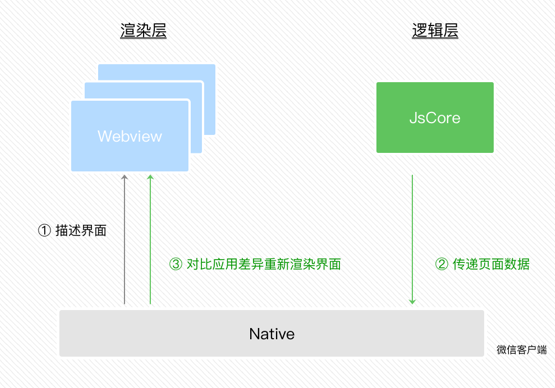 渲染层
逻辑层
Webview
JsCore
① 描述界面
③ 对比应用差异重新渲染界面
② 传递页面数据
Native
微信客户端